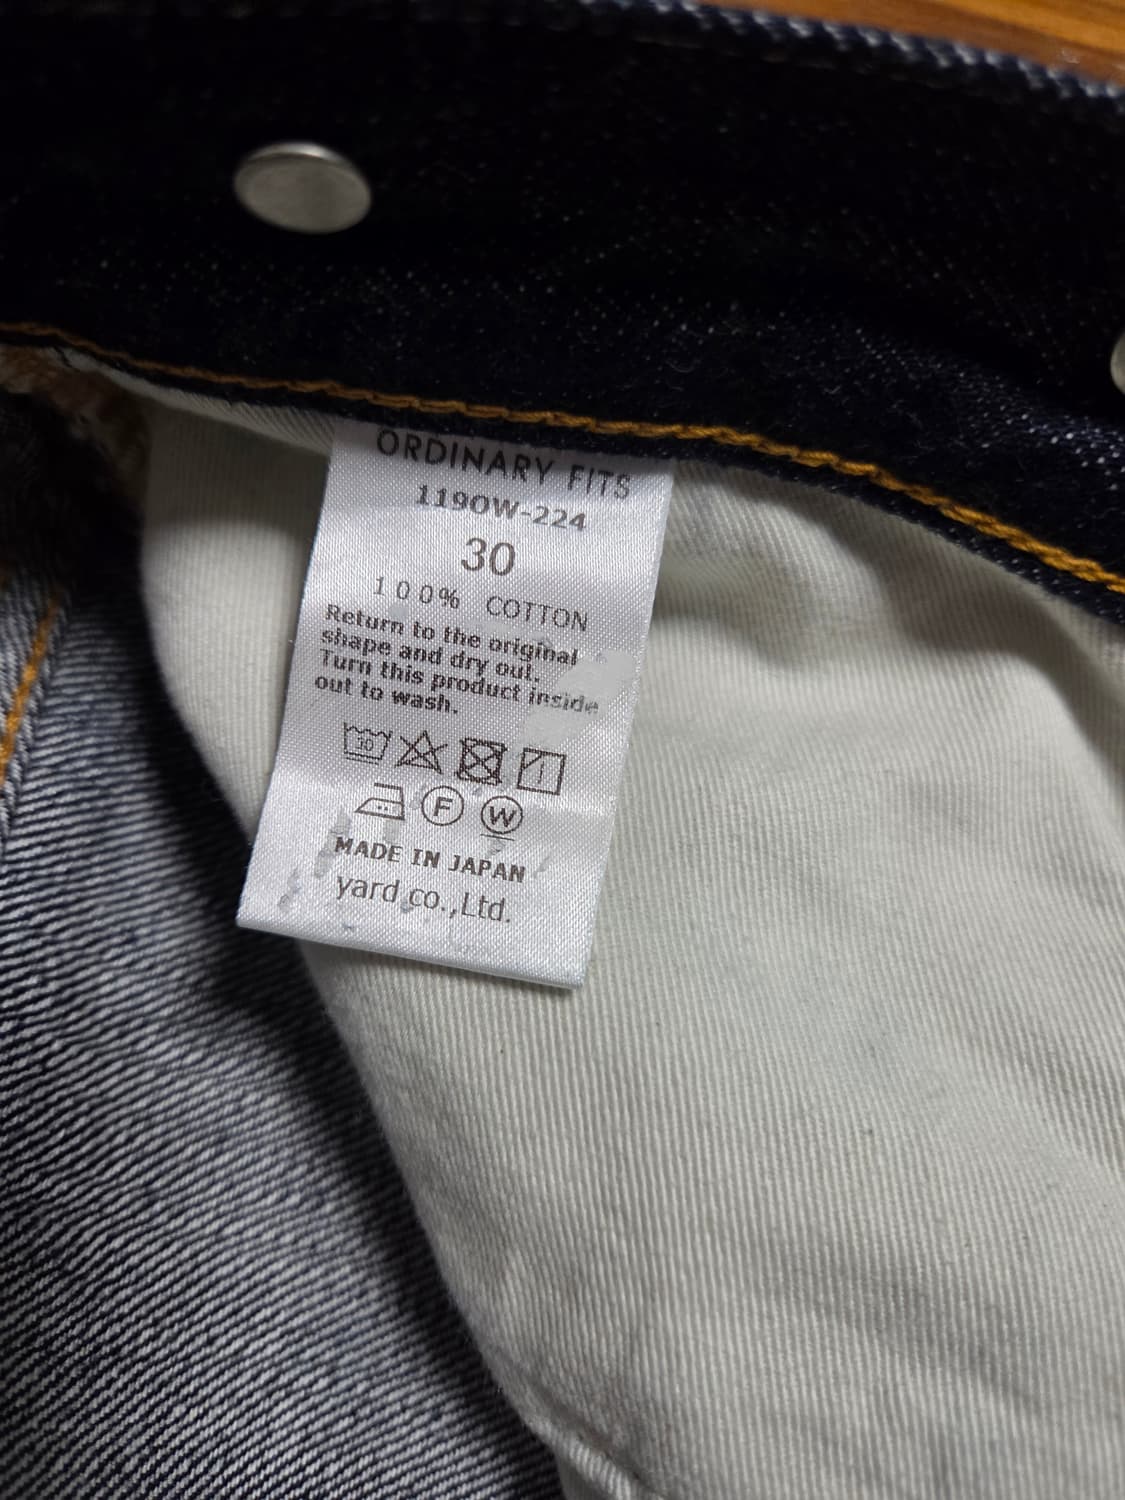 ORDINARY FITS
1190W-224
30
100% COTTON
Return to the original
shape and dry out.
Turn this product inside
out to wash.
30
F W
MADE IN JAPAN
yard co.,Ltd.